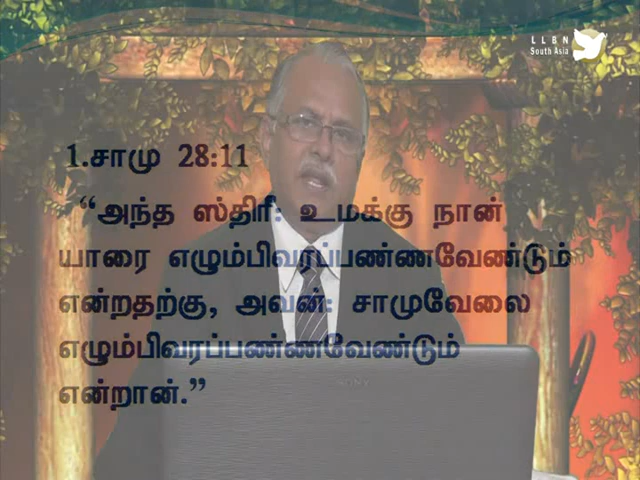 L L B N
South Asia
1.சாமு 28:11
“அந்த ஸ்திரீ: உமக்கு நான்
யாரை எழும்பிவரப்பண்ணவேண்டும்
என்றதற்கு, அவன்: சாமுவேலை
எழும்பிவரப்பண்ணவேண்டும்
என்றான்.”
SONY